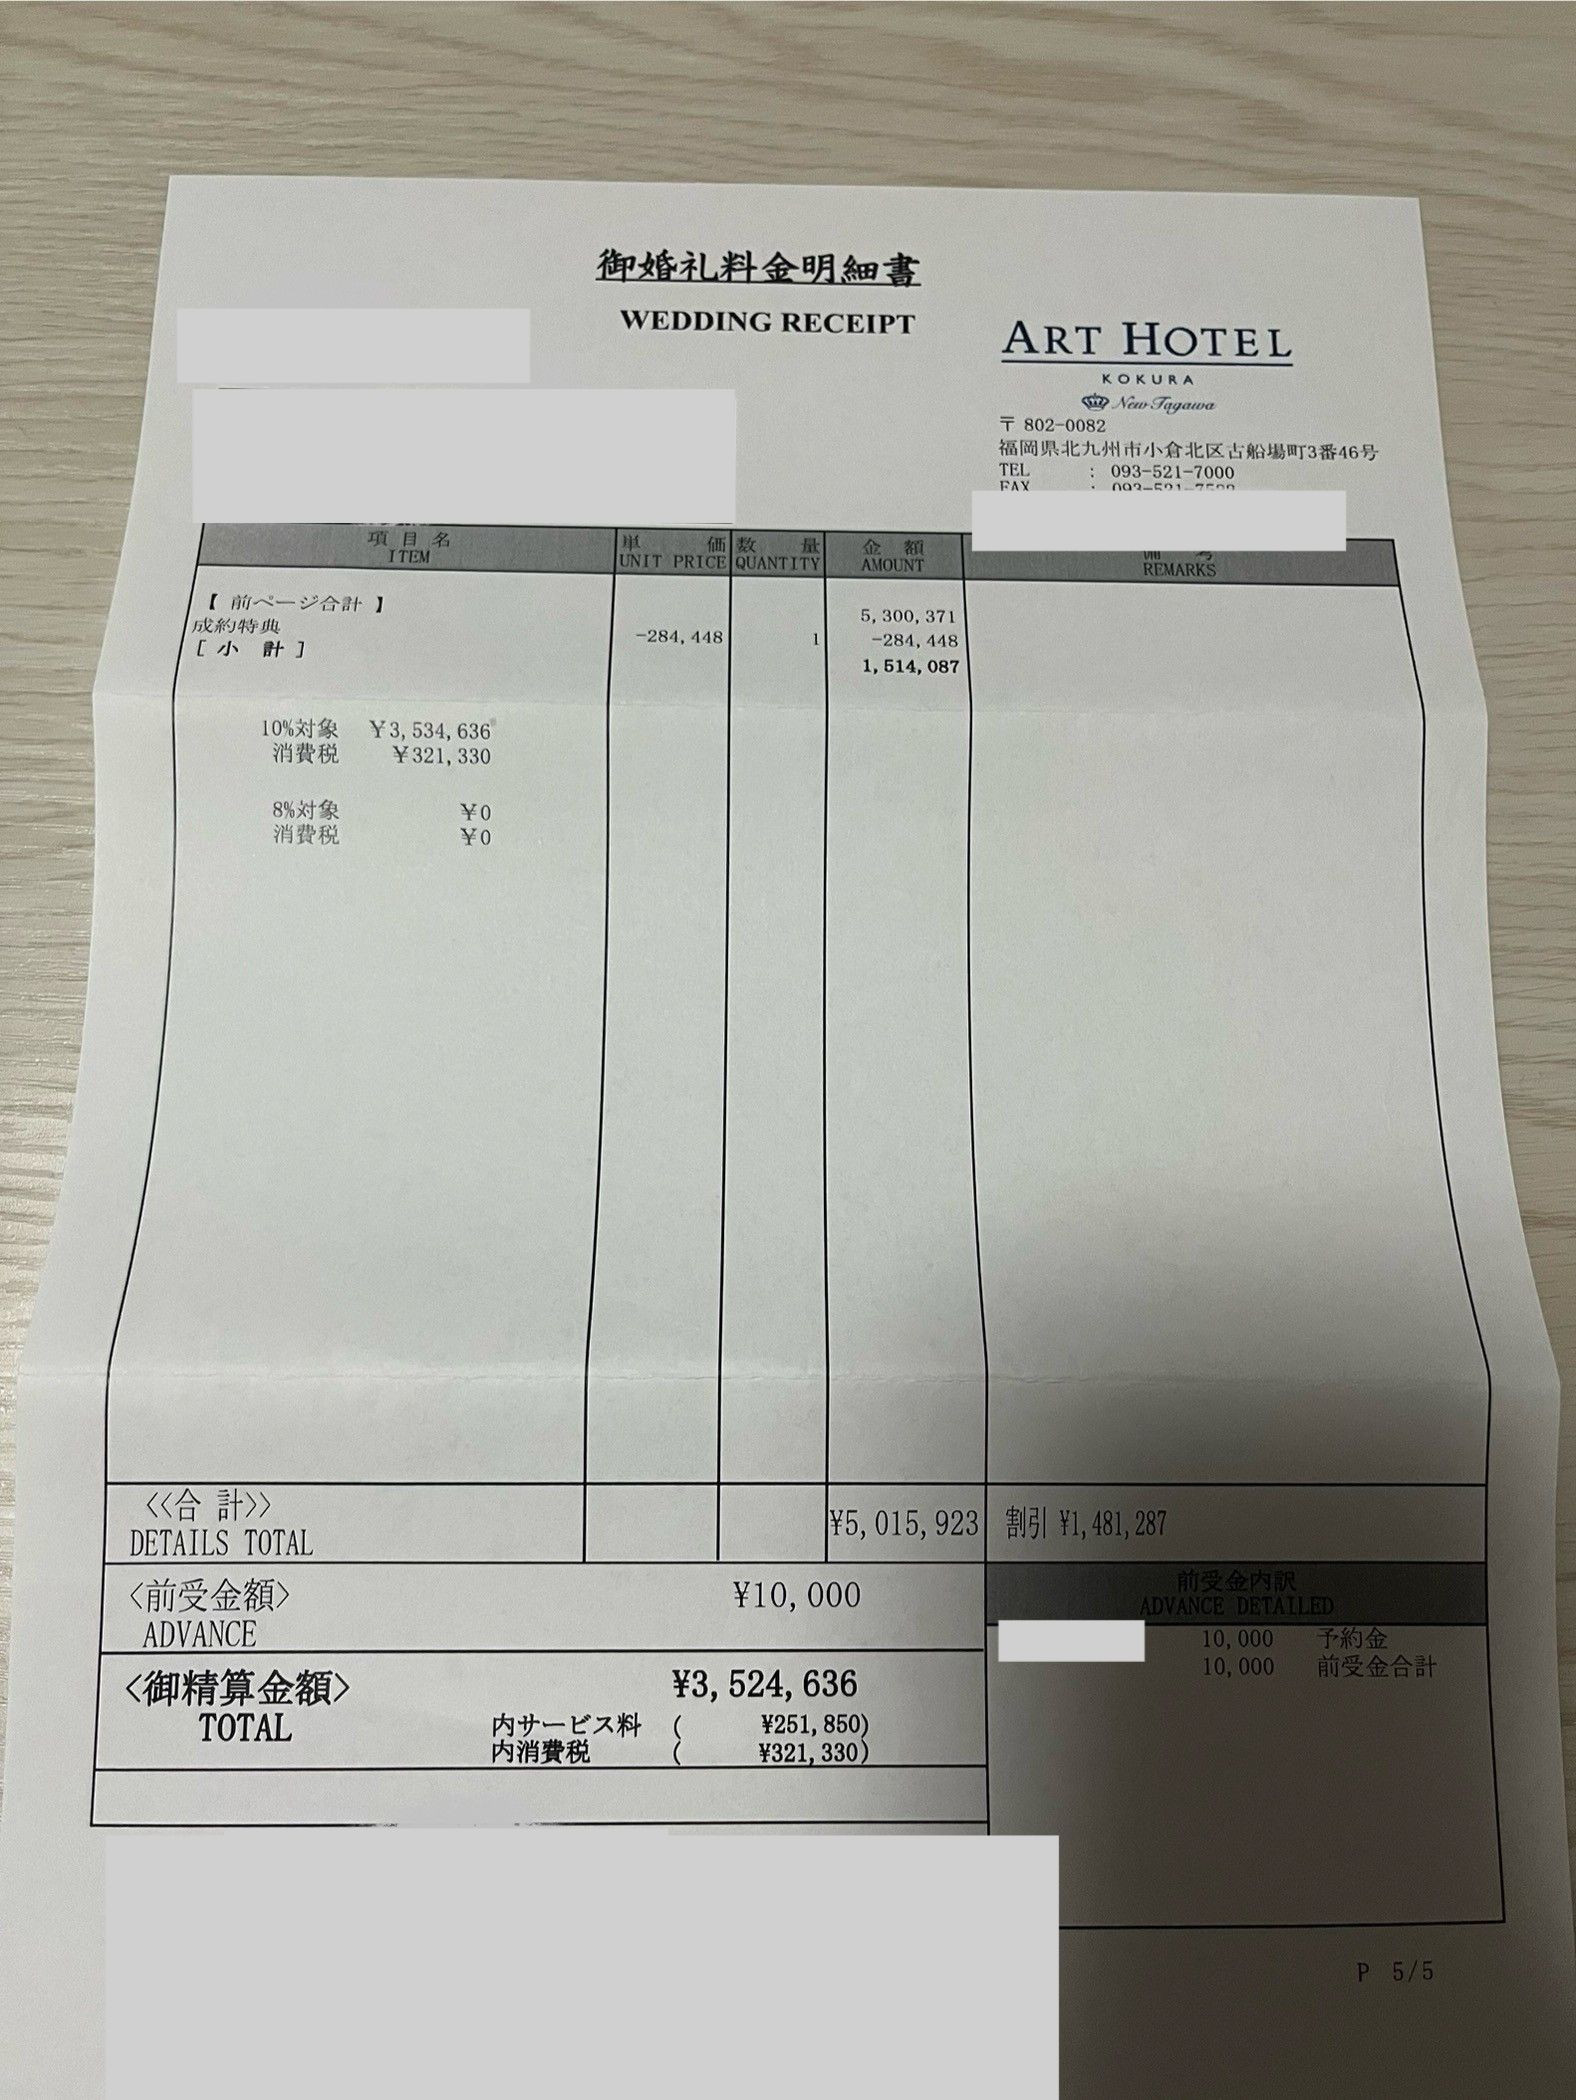 御婚礼料金明細書
WEDDING RECEIPT
ART HOTEL
KOKURA
New Tagawa
〒 802-0082
福岡県北九州市小倉北区古船場町3番46号
TEL : 093-521-7000
FAX :
項目名 単価 数量 金額
ITEM UNIT PRICE QUANTITY AMOUNT REMARKS
【 前ページ合計 】 5,300,371
成約特典 -284,448 1 -284,448
[ 小 計 ] 1,514,087
10%対象 ¥3,534,636
消費税 ¥321,330
8%対象 ¥0
消費税 ¥0
<<合 計>> ¥5,015,923 割引 ¥1,481,287
DETAILS TOTAL
<前受金額> ¥10,000
ADVANCE
前受金内訳
ADVANCE DETAILED
10,000 予約金
10,000 前受金合計
<御精算金額> ¥3,524,636
TOTAL
内サービス料 ( ¥251,850)
内消費税 ( ¥321,330)
P 5/5